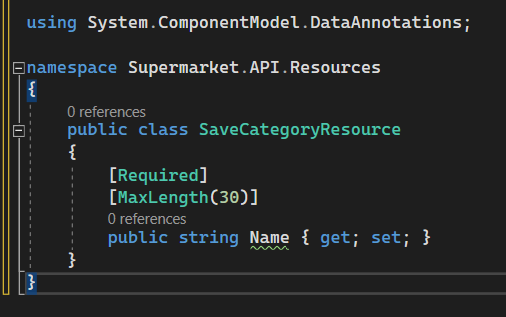 using System.ComponentModel.DataAnnotations;
namespace Supermarket.API.Resources
{
0 references
public class SaveCategoryResource
{
[Required]
[MaxLength(30)]
0 references
public string Name { get; set; }
}
}